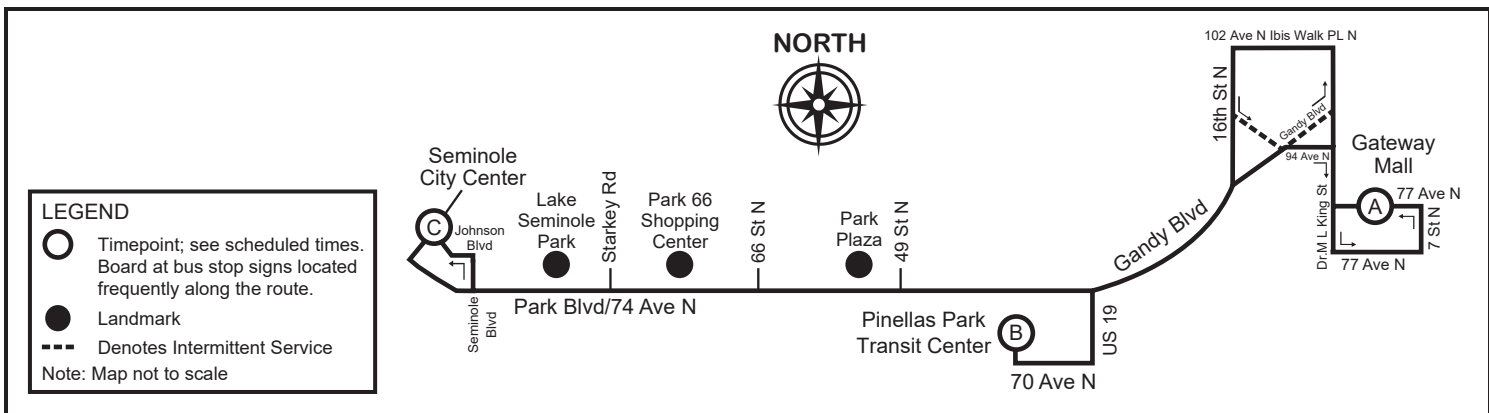 NORTH
102 Ave N Ibis Walk PL N
16th St N
Gandy Blvd
94 Ave N
Gateway
Mall
A
77 Ave N
7 St N
77 Ave N
Dr.M L King St
Seminole
City Center
C
Johnson
Blvd
Lake
Seminole
Park
Starkey Rd
Park 66
Shopping
Center
66 St N
Park
Plaza
49 St N
Gandy Blvd
Park Blvd/74 Ave N
Seminole
Blvd
Pinellas Park
Transit Center
B
US 19
70 Ave N
LEGEND
Timepoint; see scheduled times.
Board at bus stop signs located
frequently along the route.
Landmark
Denotes Intermittent Service
Note: Map not to scale